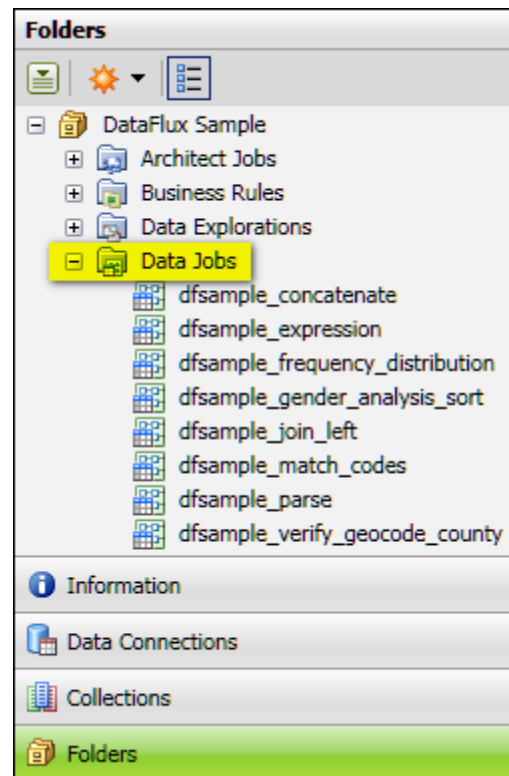 Folders
DataFlux Sample
Architect Jobs
Business Rules
Data Explorations
Data Jobs
dfsample_concatenate
dfsample_expression
dfsample_frequency_distribution
dfsample_gender_analysis_sort
dfsample_join_left
dfsample_match_codes
dfsample_parse
dfsample_verify_geocode_county
Information
Data Connections
Collections
Folders